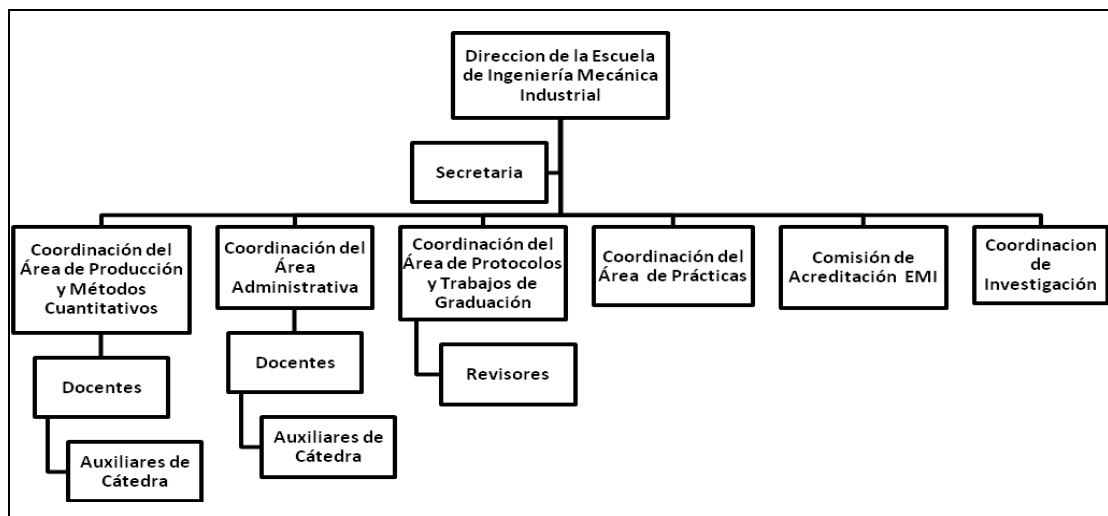 Direccion de la Escuela
de Ingeniería Mecánica
Industrial
Secretaria
Coordinación del
Área de Producción
y Métodos
Cuantitativos
Coordinación del
Área
Administrativa
Coordinación del
Área de Protocolos
y Trabajos de
Graduación
Coordinación del
Área de Prácticas
Comisión de
Acreditación EMI
Coordinacion
de
Investigación
Docentes
Docentes
Revisores
Auxiliares de
Cátedra
Auxiliares de
Cátedra